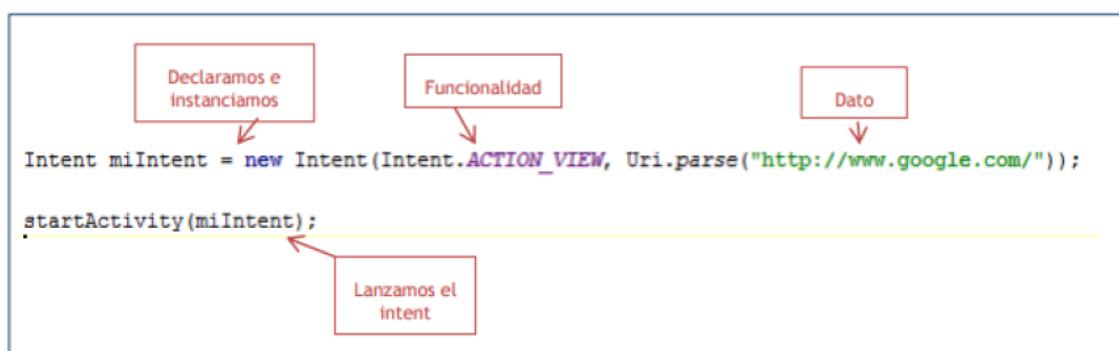 Declaramos e
instanciamos
Funcionalidad
Dato
Intent miIntent = new Intent(Intent.ACTION_VIEW, Uri.parse("http://www.google.com/"));
startActivity(miIntent);
Lanzamos el
intent